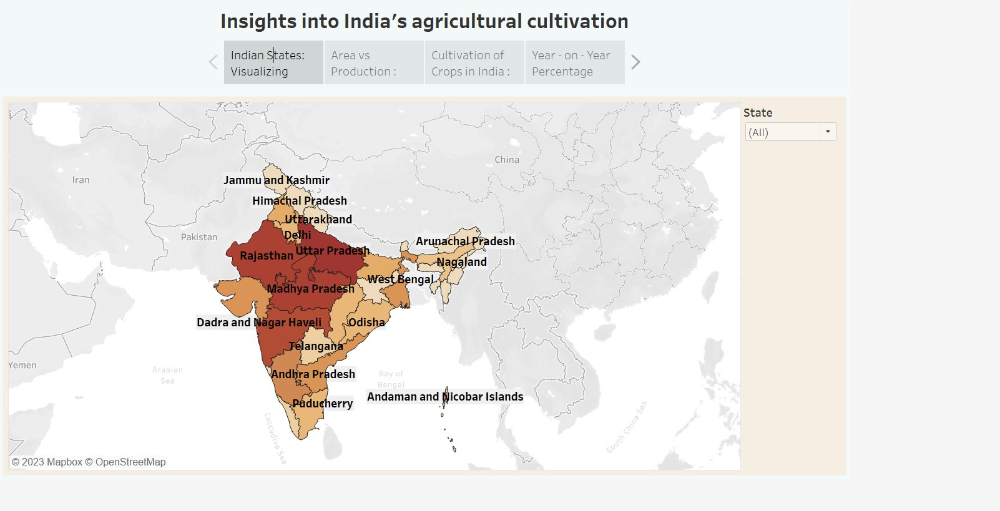 Insights into India’s agricultural cultivation
Indian States:
Visualizing
Area vs
Production :
Cultivation of
Crops in India :
Year - on - Year
Percentage
State
(All)
China
Iran
Jammu and Kashmir
Himachal Pradesh
Uttarakhand
Pakistan
Delhi
Arunachal Pradesh
Uttar Pradesh
Rajasthan
Nagaland
West Bengal
Madhya Pradesh
Dadra and Nagar Haveli
Odisha
Telangana
Yemen
Arabian
Sea
Andhra Pradesh
Bay of
Bengal
Andaman and Nicobar Islands
Puducherry
Laccadive Sea
South China Sea
© 2023 Mapbox © OpenStreetMap